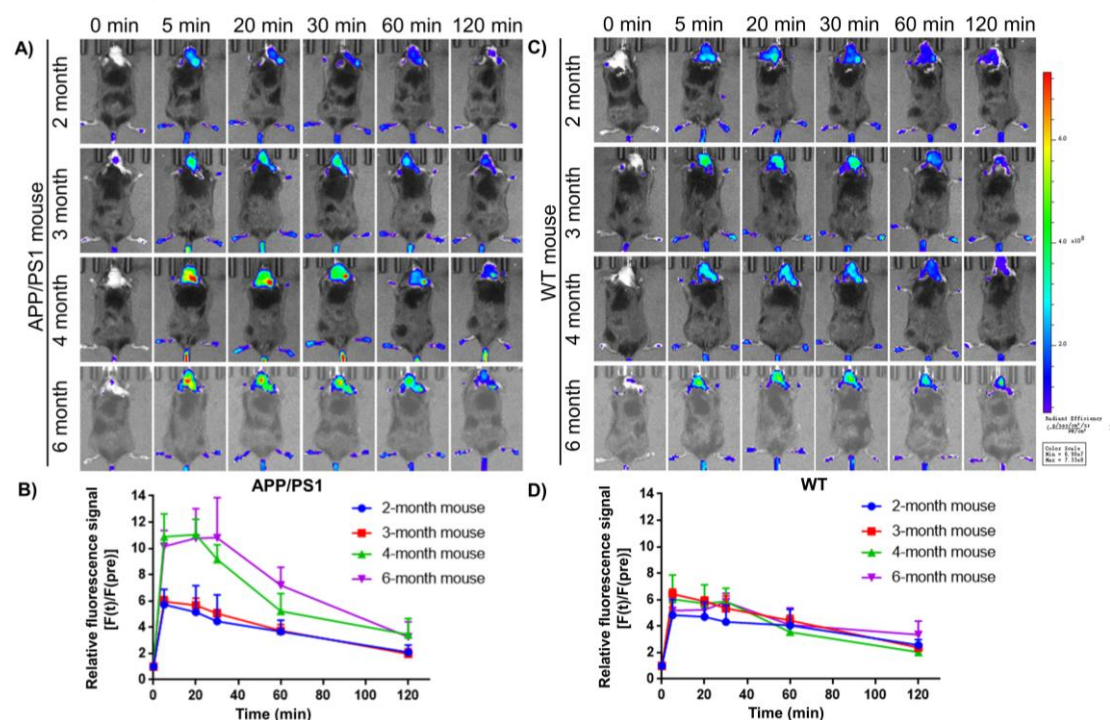 0 min 5 min 20 min 30 min 60 min 120 min
A)
APP/PS1 mouse
2 month
3 month
4 month
6 month
0 min 5 min 20 min 30 min 60 min 120 min
C)
WT mouse
2 month
3 month
4 month
6 month
6.0
4.0 x10⁸
2.0
Radiant Efficiency
Color Scale
B)
APP/PS1
Relative fluorescence signal
[F(t)/F(pre)]
14
12
10
8
6
4
2
0
0 20 40 60 80 100 120
Time (min)
2-month mouse
3-month mouse
4-month mouse
6-month mouse
D)
WT
Relative fluorescence signal
[F(t)/F(pre)]
14
12
10
8
6
4
2
0
0 20 40 60 80 100 120
Time (min)
2-month mouse
3-month mouse
4-month mouse
6-month mouse